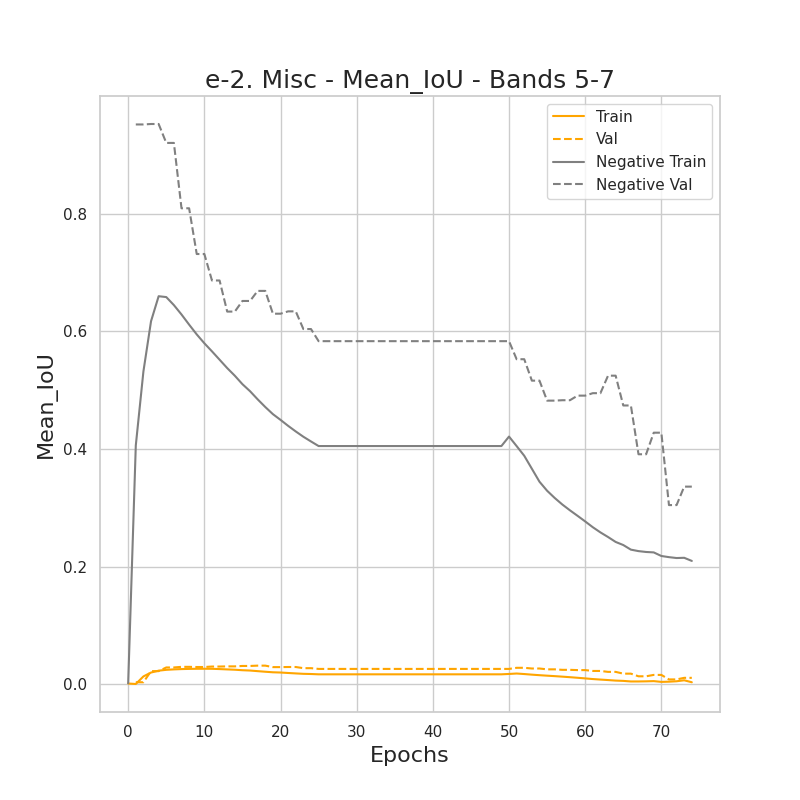 e-2. Misc - Mean_IoU - Bands 5-7
Train
Val
Negative Train
Negative Val
Mean_IoU
0.8
0.6
0.4
0.2
0.0
0 10 20 30 40 50 60 70
Epochs